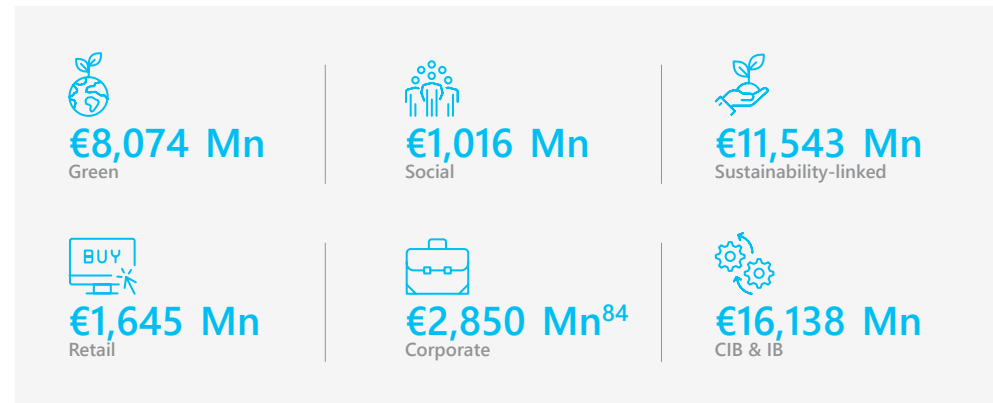 €8,074 Mn
Green
€1,016 Mn
Social
€11,543 Mn
Sustainability-linked
BUY
€1,645 Mn
Retail
€2,850 Mn84
Corporate
€16,138 Mn
CIB & IB